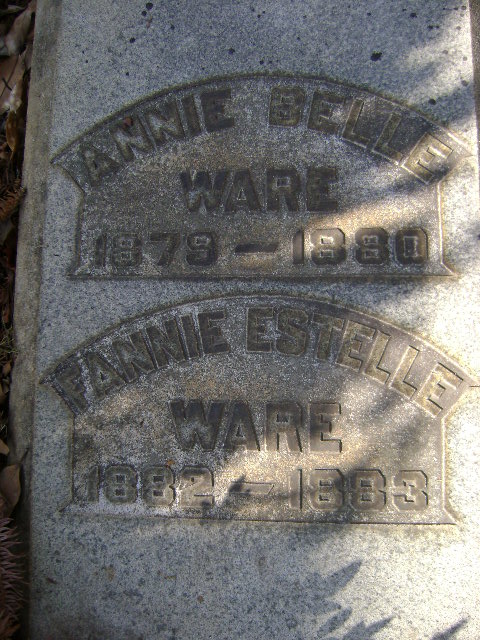 ANNIE BELLE
WARE
1879 — 1880
FANNIE ESTELLE
WARE
1882 — 1883